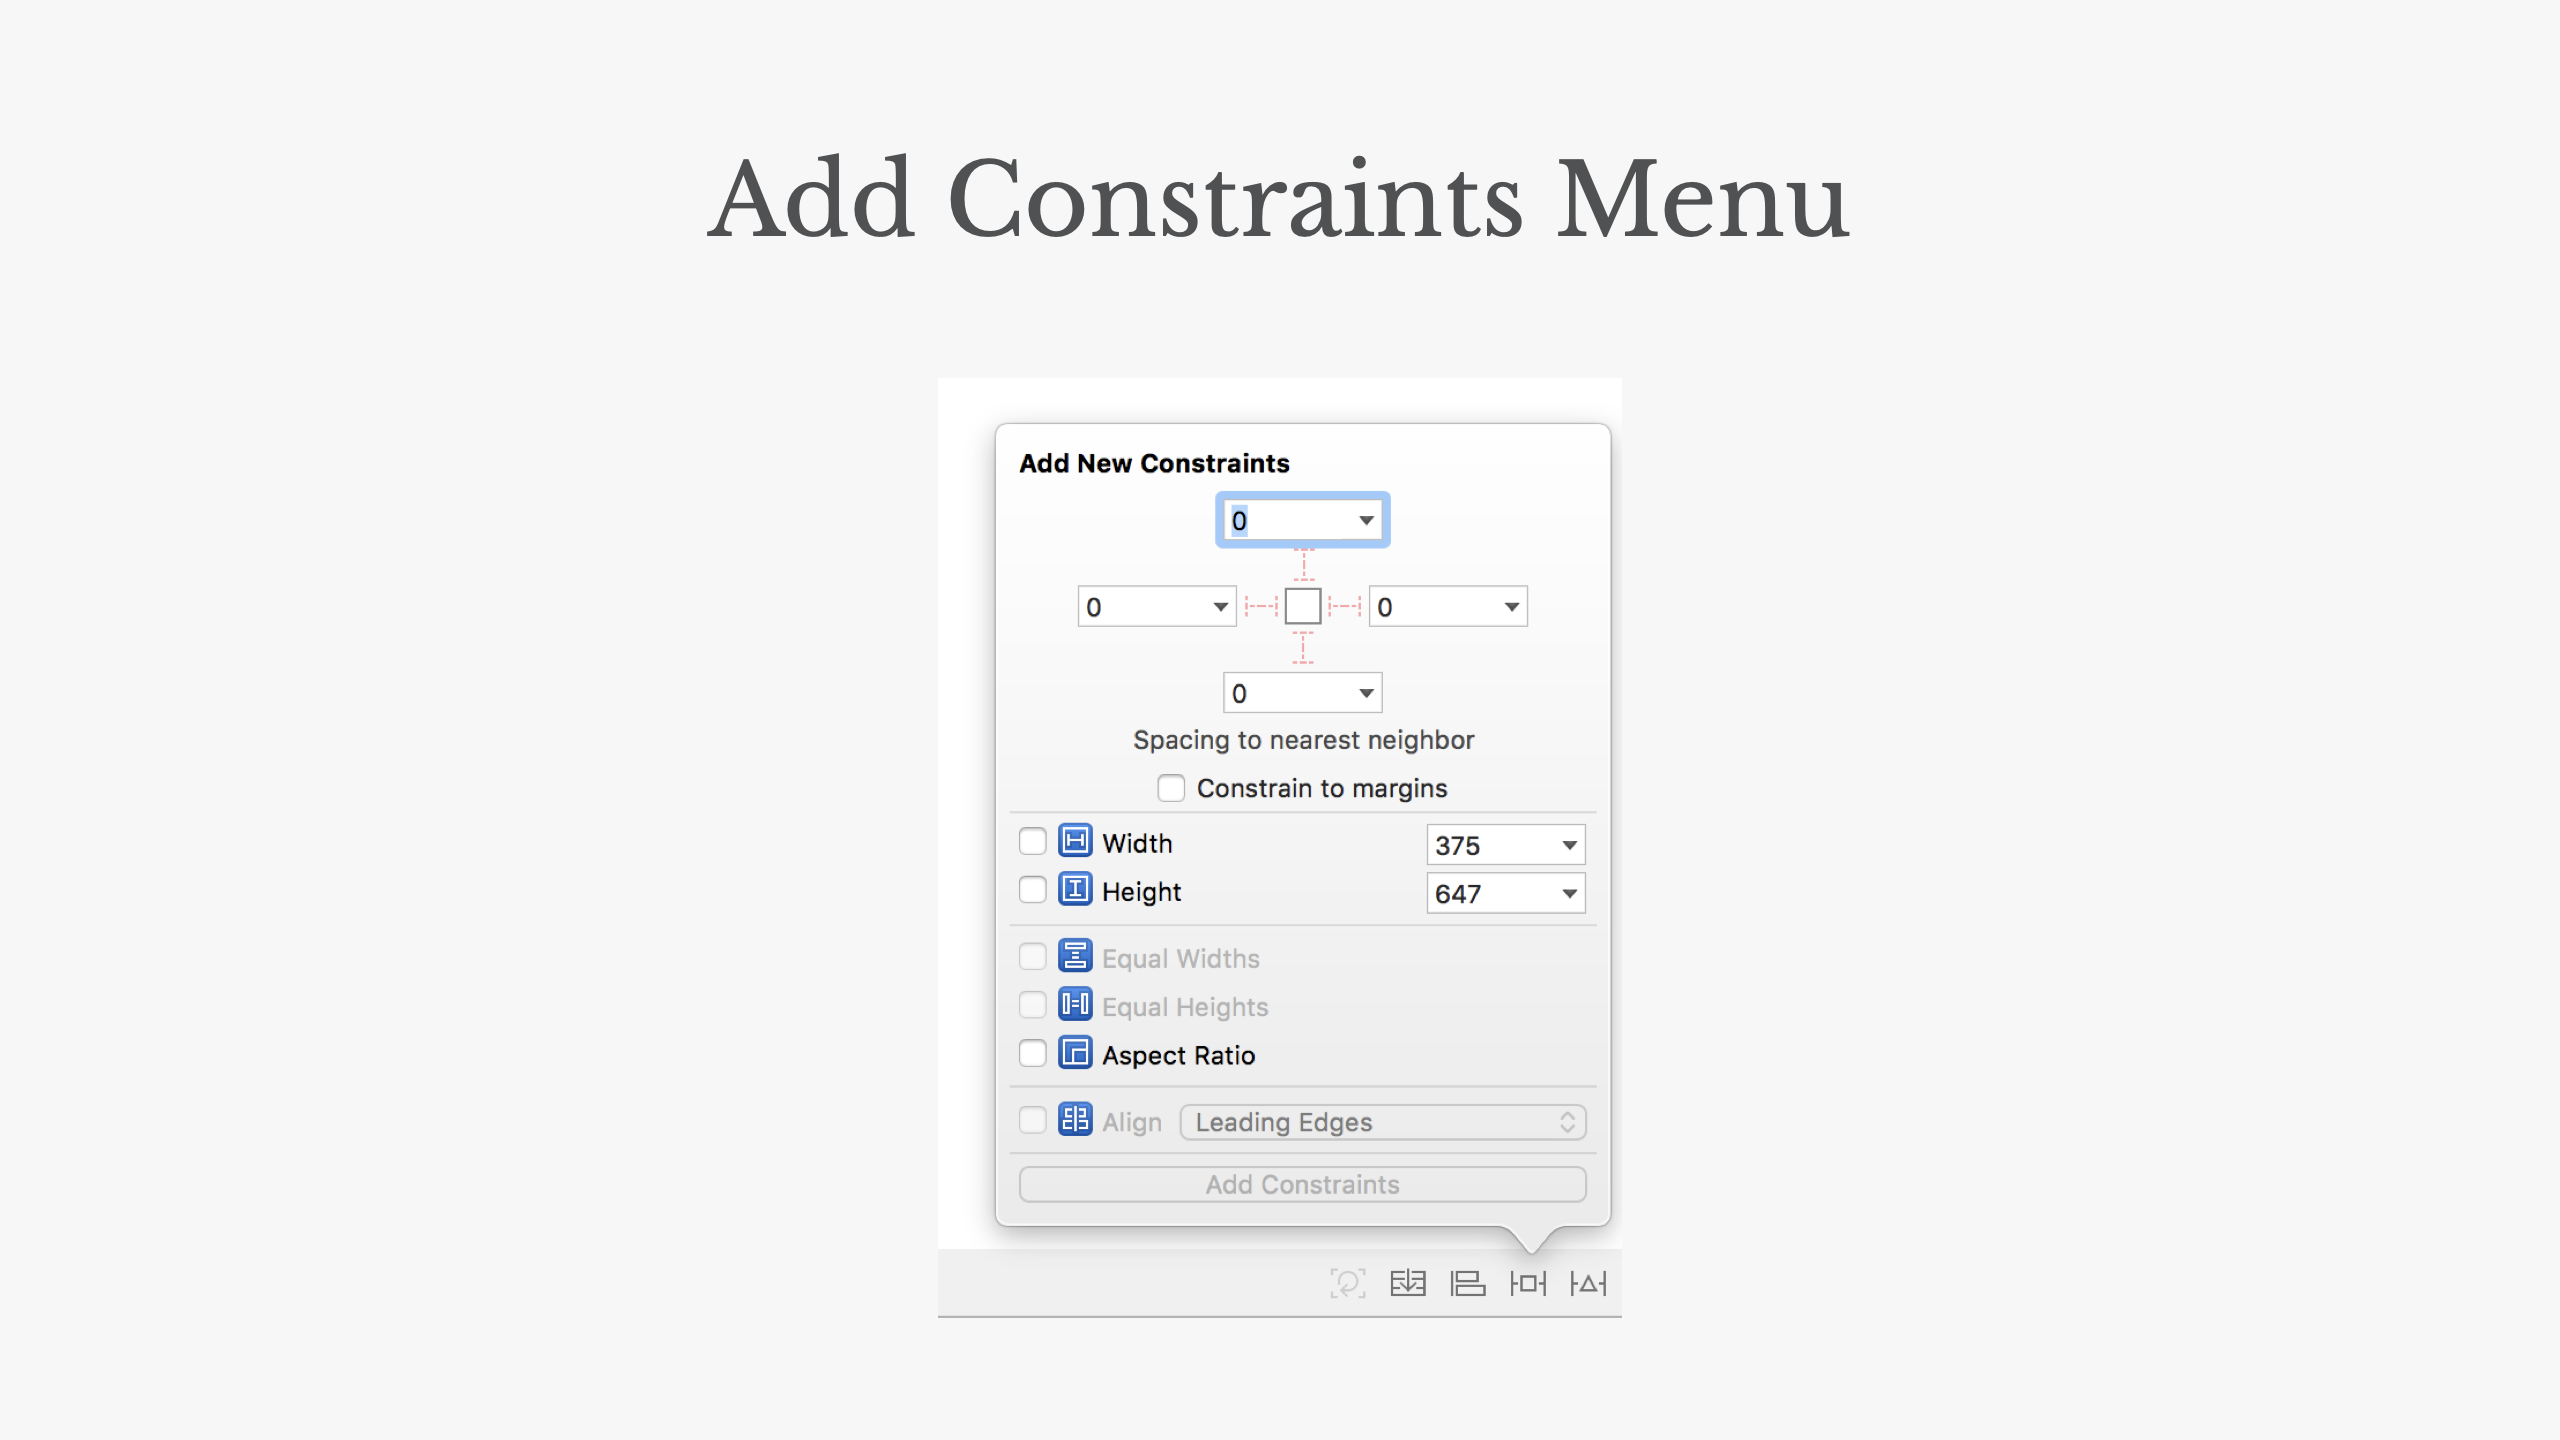 Add Constraints Menu
Add New Constraints
0
0 0
0
Spacing to nearest neighbor
Constrain to margins
Width 375
Height 647
Equal Widths
Equal Heights
Aspect Ratio
Align Leading Edges
Add Constraints